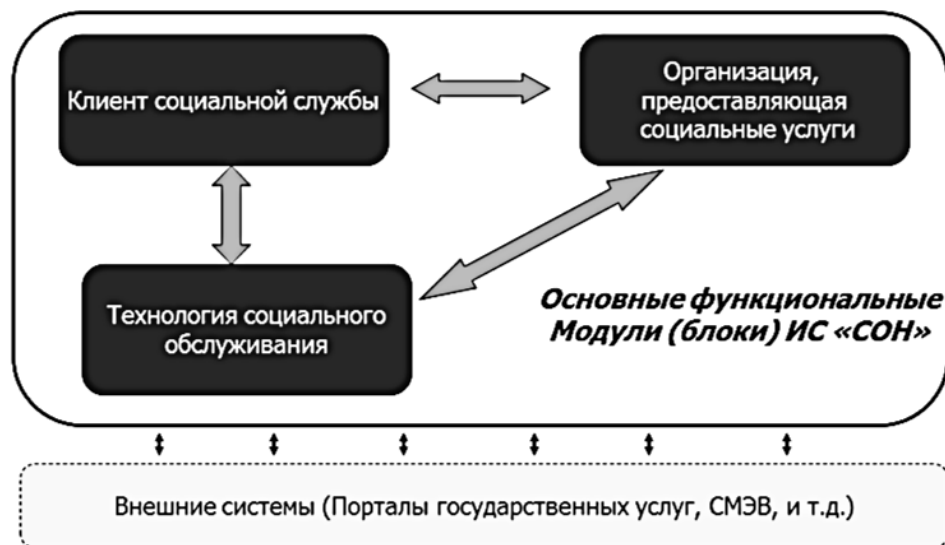 Клиент социальной службы
Организация,
предоставляющая
социальные услуги
Технология социального
обслуживания
Основные функциональные
Модули (блоки) ИС «СОН»
Внешние системы (Порталы государственных услуг, СМЭВ, и т.д.)